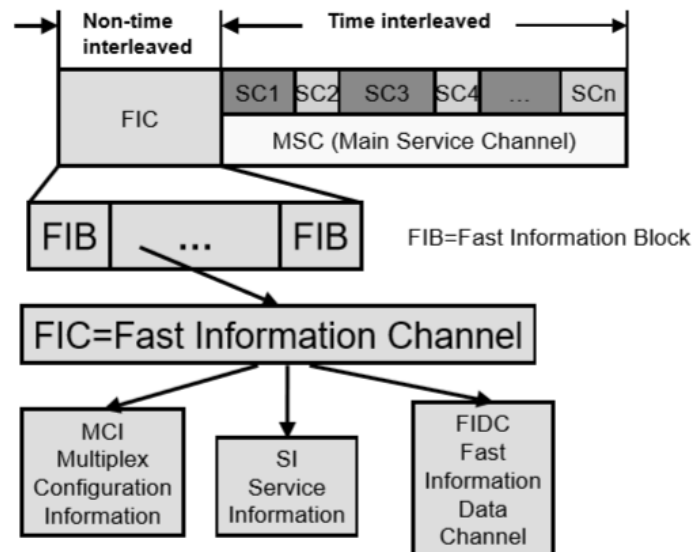 Non-time
interleaved
Time interleaved
FIC
SC1 SC2 SC3 SC4 ... SCn
MSC (Main Service Channel)
FIB ... FIB
FIB=Fast Information Block
FIC=Fast Information Channel
MCI
Multiplex
Configuration
Information
SI
Service
Information
FIDC
Fast
Information
Data
Channel